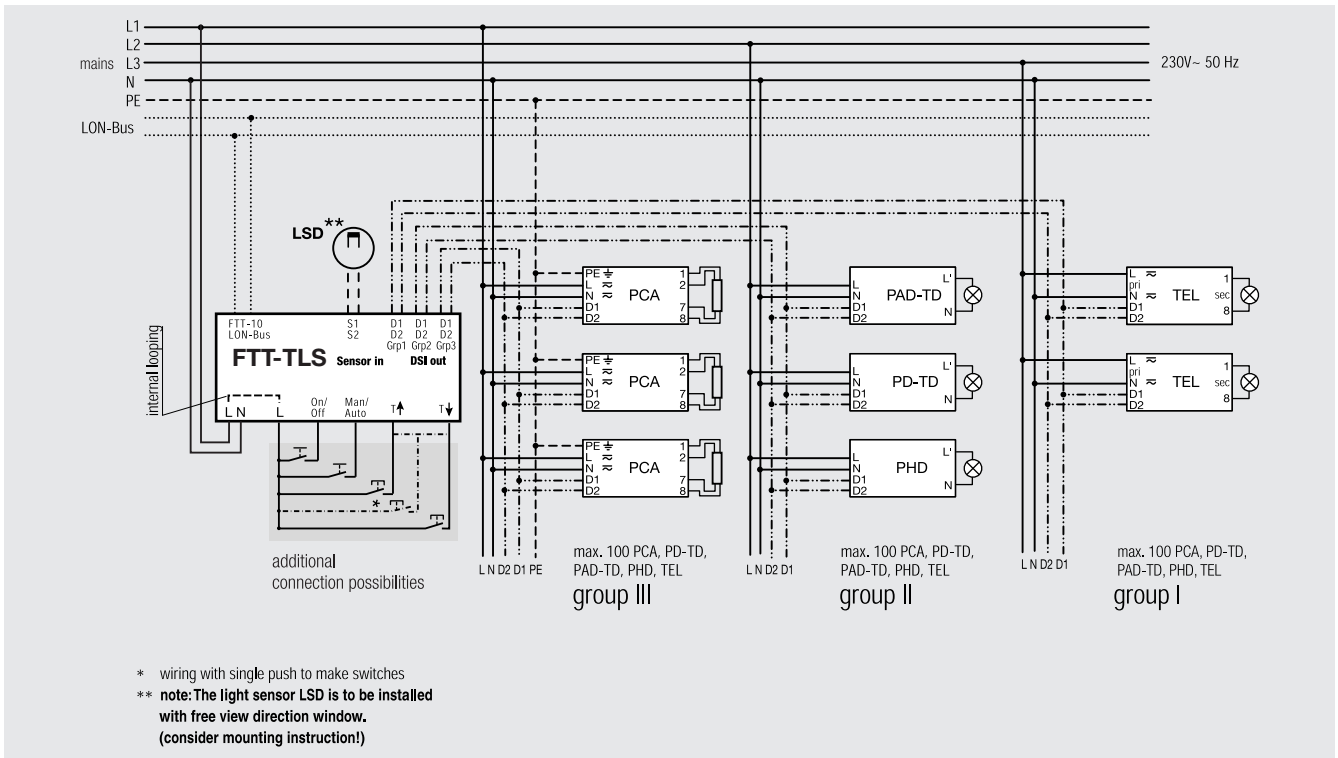 L1
L2
mains L3
N
PE
LON-Bus
230V~ 50 Hz
LSD**
internal looping
FTT-10
LON-Bus
S1
S2
D1 D1 D1
D2 D2 D2
Grp1 Grp2 Grp3
FTT-TLS Sensor in DSI out
L N L
On/
Off
Man/
Auto
T↑ T↓
*
additional
connection possibilities
PE
L
N
D1
D2
PCA
1
2
7
8
PE
L
N
D1
D2
PCA
1
2
7
8
PE
L
N
D1
D2
PCA
1
2
7
8
L N D2 D1 PE
max. 100 PCA, PD-TD,
PAD-TD, PHD, TEL
group III
L
N
D1
D2
PAD-TD
L'
N
L
N
D1
D2
PD-TD
L'
N
L
N
D1
D2
PHD
L'
N
L N D2 D1
max. 100 PCA, PD-TD,
PAD-TD, PHD, TEL
group II
L
pri
N
D1
D2
TEL
1
sec
8
L
pri
N
D1
D2
TEL
1
sec
8
L N D2 D1
max. 100 PCA, PD-TD,
PAD-TD, PHD, TEL
group I
* wiring with single push to make switches
** note: The light sensor LSD is to be installed
with free view direction window.
(consider mounting instruction!)